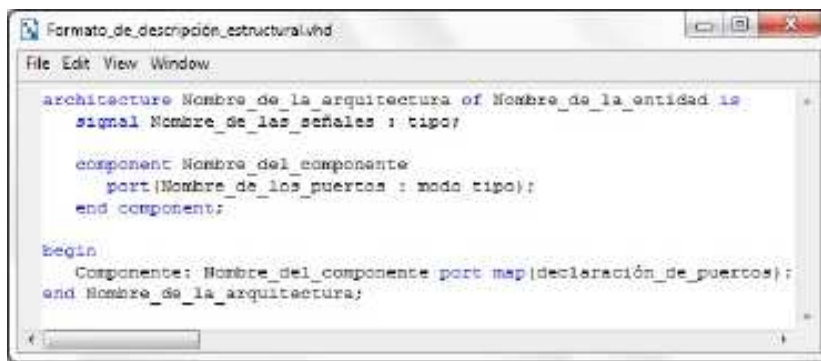 Formato_de_descripción_estructural.vhd
File Edit View Window
architecture Nombre_de_la_arquitectura of Nombre_de_la_entidad is
signal Nombre_de_las_señales : tipo;
component Nombre_del_componente
port(Nombre_de_los_puertos : modo tipo);
end component;
begin
Componente: Nombre_del_componente port map(declaración_de_puertos);
end Nombre_de_la_arquitectura;